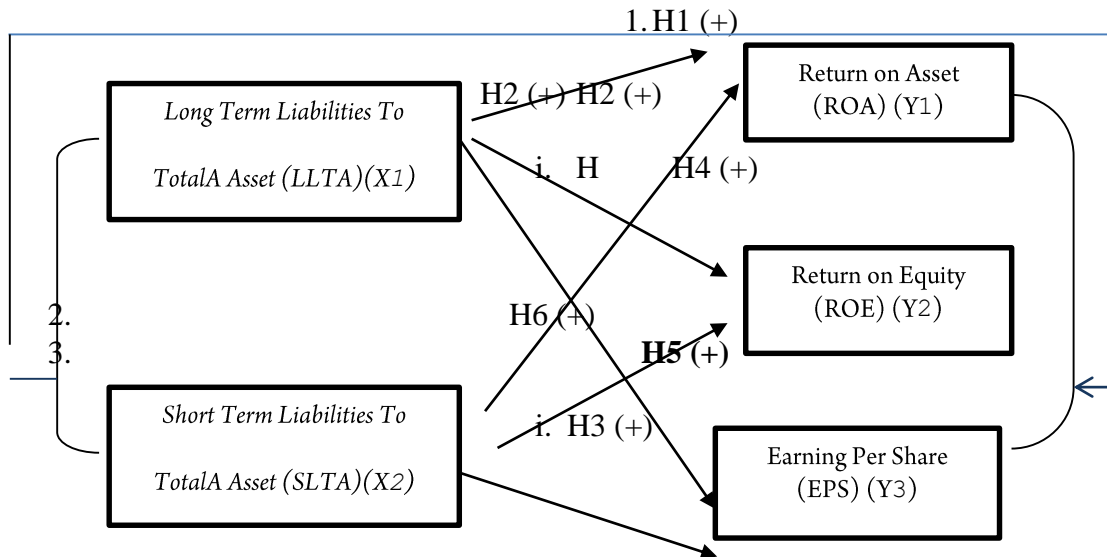 1. H1 (+)
Return on Asset
(ROA) (Y1)
H2 (+) H2 (+)
Long Term Liabilities To
TotalA Asset (LLTA)(X1)
i. H
H4 (+)
Return on Equity
(ROE) (Y2)
2.
H6 (+)
3.
H5 (+)
Short Term Liabilities To
TotalA Asset (SLTA)(X2)
i. H3 (+)
Earning Per Share
(EPS) (Y3)